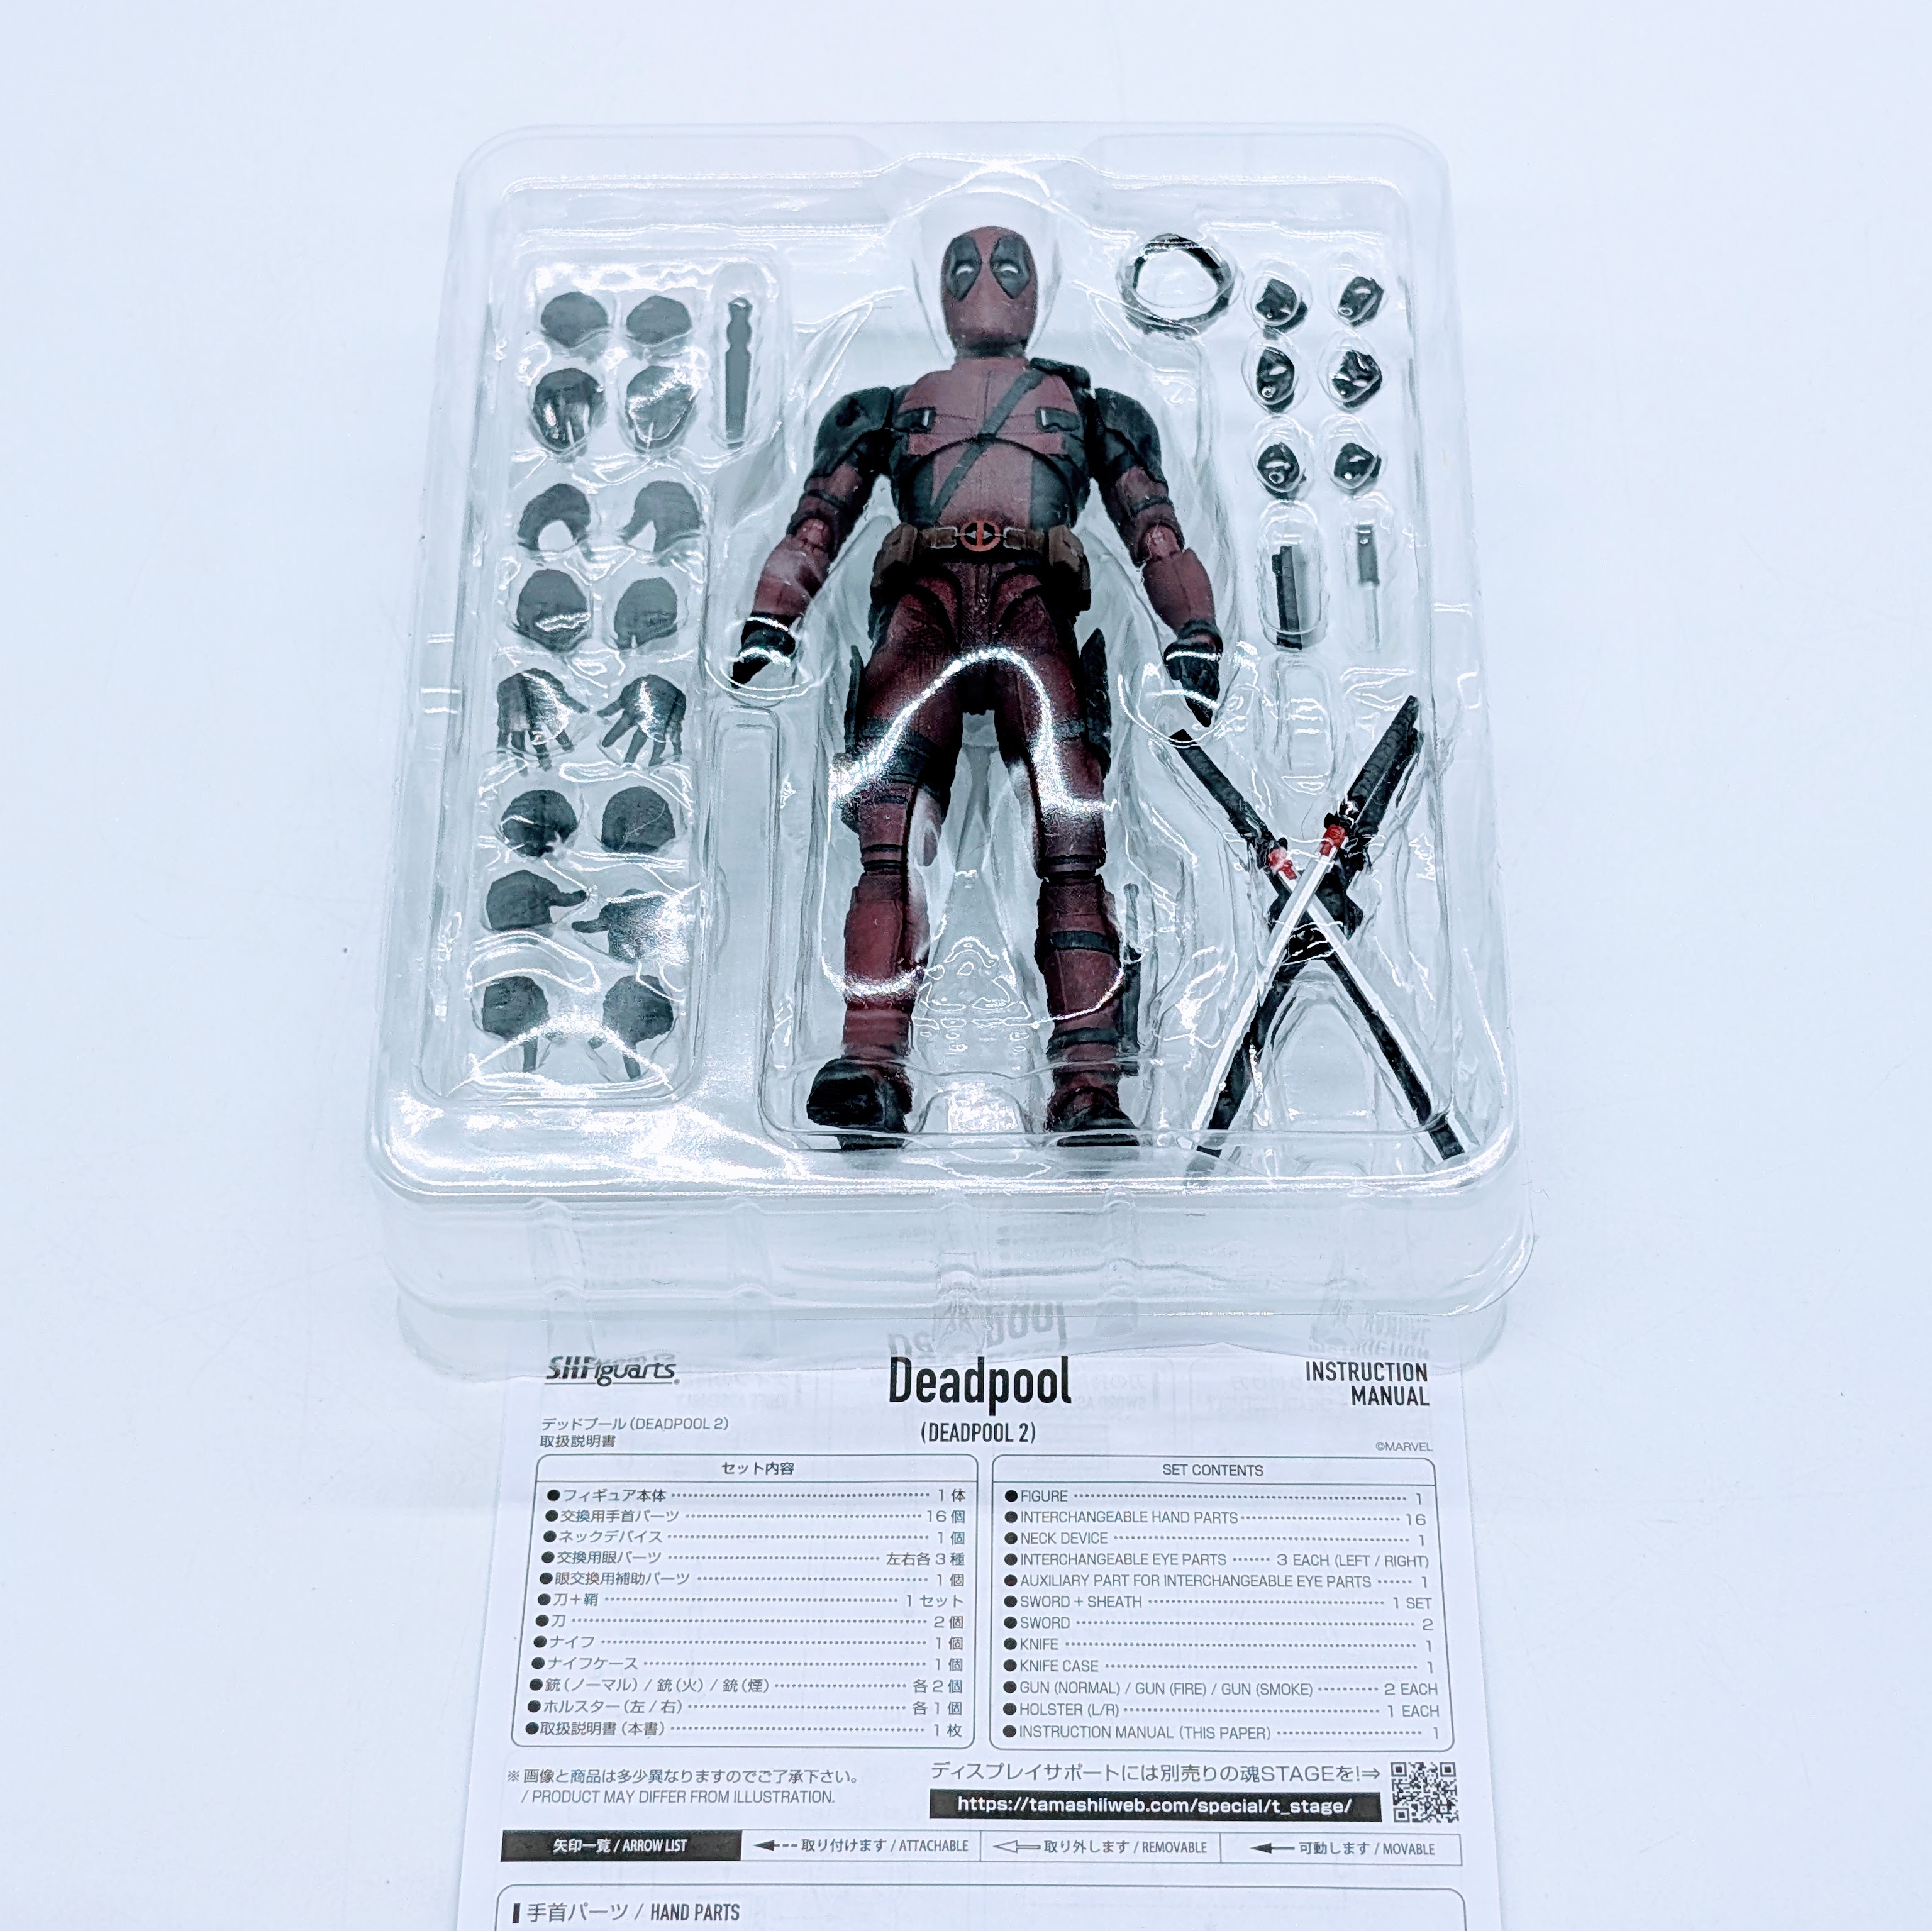 S.H.Figuarts
Deadpool
(DEADPOOL 2)
INSTRUCTION
MANUAL
デッドプール(DEADPOOL 2)
取扱説明書
©MARVEL
セット内容
●フィギュア本体 1 体
●交換用手首パーツ 16 個
●ネックデバイス 1 個
●交換用眼パーツ 左右各 3 種
●眼交換用補助パーツ 1 個
●刀+鞘 1 セット
●刀 2 個
●ナイフ 1 個
●ナイフケース 1 個
●銃(ノーマル) / 銃(火) / 銃(煙) 各 2 個
●ホルスター(左 / 右) 各 1 個
●取扱説明書(本書) 1 枚
SET CONTENTS
●FIGURE 1
●INTERCHANGEABLE HAND PARTS 16
●NECK DEVICE 1
●INTERCHANGEABLE EYE PARTS 3 EACH (LEFT / RIGHT)
●AUXILIARY PART FOR INTERCHANGEABLE EYE PARTS 1
●SWORD + SHEATH 1 SET
●SWORD 2
●KNIFE 1
●KNIFE CASE 1
●GUN (NORMAL) / GUN (FIRE) / GUN (SMOKE) 2 EACH
●HOLSTER (L/R) 1 EACH
●INSTRUCTION MANUAL (THIS PAPER) 1
※画像と商品は多少異なりますのでご了承下さい。
/ PRODUCT MAY DIFFER FROM ILLUSTRATION.
ディスプレイサポートには別売りの魂STAGEを!⇒
https://tamashiiweb.com/special/t_stage/
矢印一覧 / ARROW LIST
取り付けます / ATTACHABLE
取り外します / REMOVABLE
可動します / MOVABLE
手首パーツ / HAND PARTS